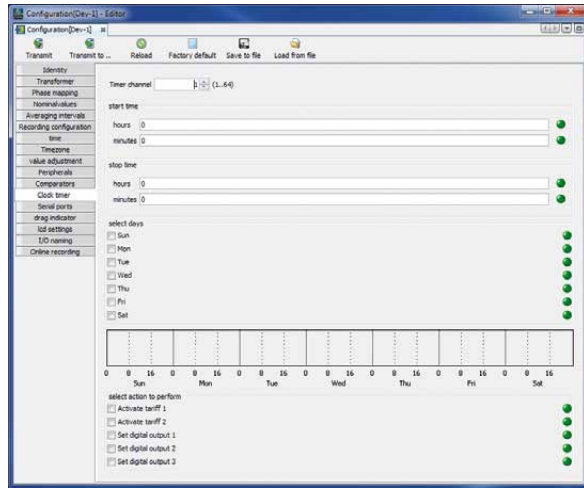 Configuration[Dev-1] - Editor
Configuration[Dev-1]
Transmit Transmit to .. Reload Factory default Save to file Load from file
Identity
Transformer
Phase mapping
Nominalvalues
Averaging intervals
Recording configuration
time
Timezone
value adjustment
Peripherals
Comparators
Clock timer
Serial ports
drag indicator
lcd settings
I/O naming
Online recording
Timer channel 1 (1..64)
start time
hours 0
minutes 0
stop time
hours 0
minutes 0
select days
Sun
Mon
Tue
Wed
Thu
Fri
Sat
0 8 16 0 8 16 0 8 16 0 8 16 0 8 16 0 8 16 0 8 16
Sun Mon Tue Wed Thu Fri Sat
select action to perform
Activate tariff 1
Activate tariff 2
Set digital output 1
Set digital output 2
Set digital output 3